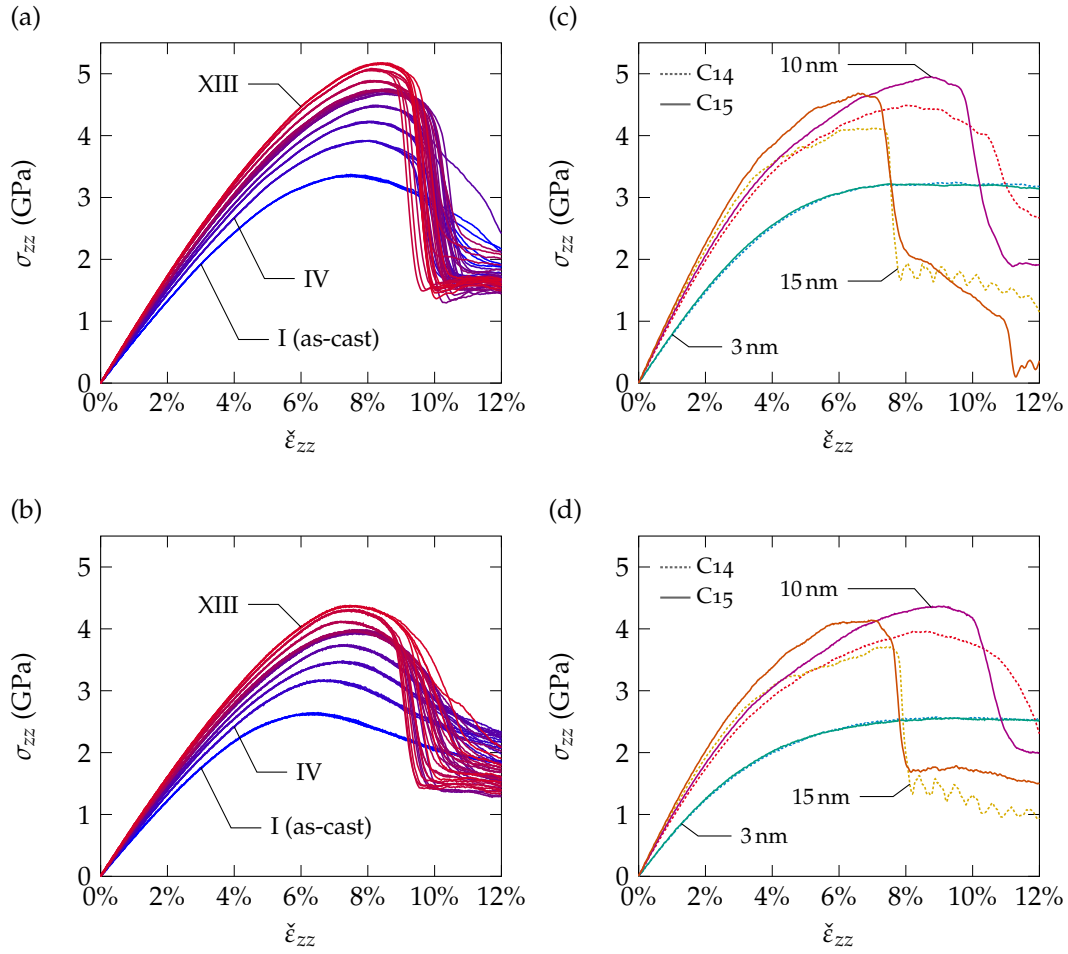 (a)
σzz (GPa)
5
4
3
2
1
0
XIII
IV
I (as-cast)
0% 2% 4% 6% 8% 10% 12%
ε̌zz
(c)
σzz (GPa)
5
4
3
2
1
0
C14
C15
10 nm
15 nm
3 nm
0% 2% 4% 6% 8% 10% 12%
ε̌zz
(b)
σzz (GPa)
5
4
3
2
1
0
XIII
IV
I (as-cast)
0% 2% 4% 6% 8% 10% 12%
ε̌zz
(d)
σzz (GPa)
5
4
3
2
1
0
C14
C15
10 nm
15 nm
3 nm
0% 2% 4% 6% 8% 10% 12%
ε̌zz